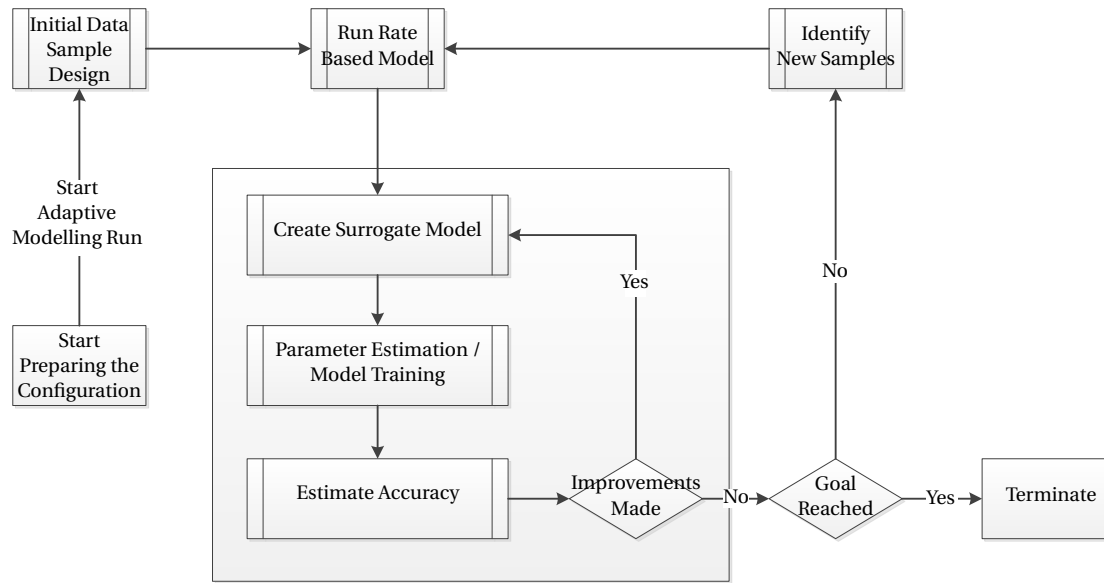 Initial Data
Sample
Design
Run Rate
Based Model
Identify
New Samples
Start
Adaptive
Modelling Run
Create Surrogate Model
Yes
No
Start
Preparing the
Configuration
Parameter Estimation /
Model Training
Estimate Accuracy
Improvements
Made
No
Goal
Reached
Yes
Terminate